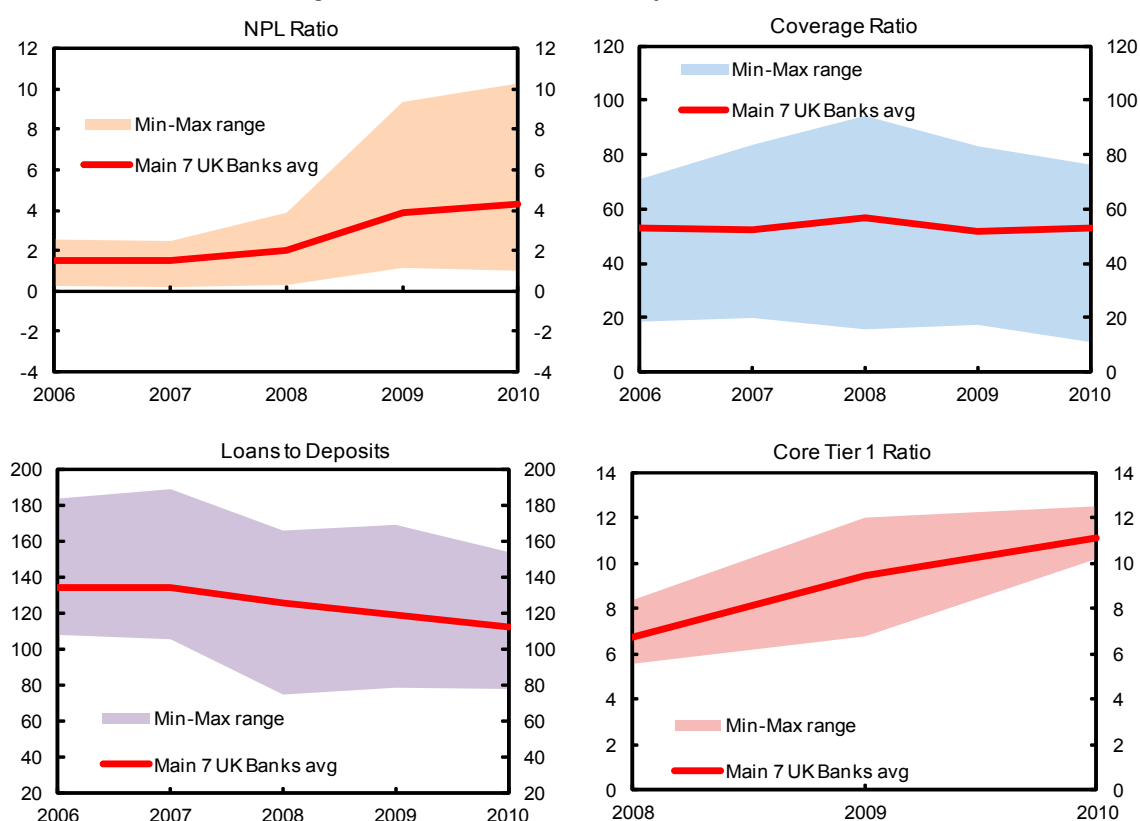 NPL Ratio
12 12
10 10
8 8
6 6
4 4
2 2
0 0
-2 -2
-4 -4
2006 2007 2008 2009 2010
Min-Max range
Main 7 UK Banks avg
Coverage Ratio
120 120
100 100
80 80
60 60
40 40
20 20
0 0
2006 2007 2008 2009 2010
Min-Max range
Main 7 UK Banks avg
Loans to Deposits
200 200
180 180
160 160
140 140
120 120
100 100
80 80
60 60
40 40
20 20
2006 2007 2008 2009 2010
Min-Max range
Main 7 UK Banks avg
Core Tier 1 Ratio
14 14
12 12
10 10
8 8
6 6
4 4
2 2
0 0
2008 2009 2010
Min-Max range
Main 7 UK Banks avg